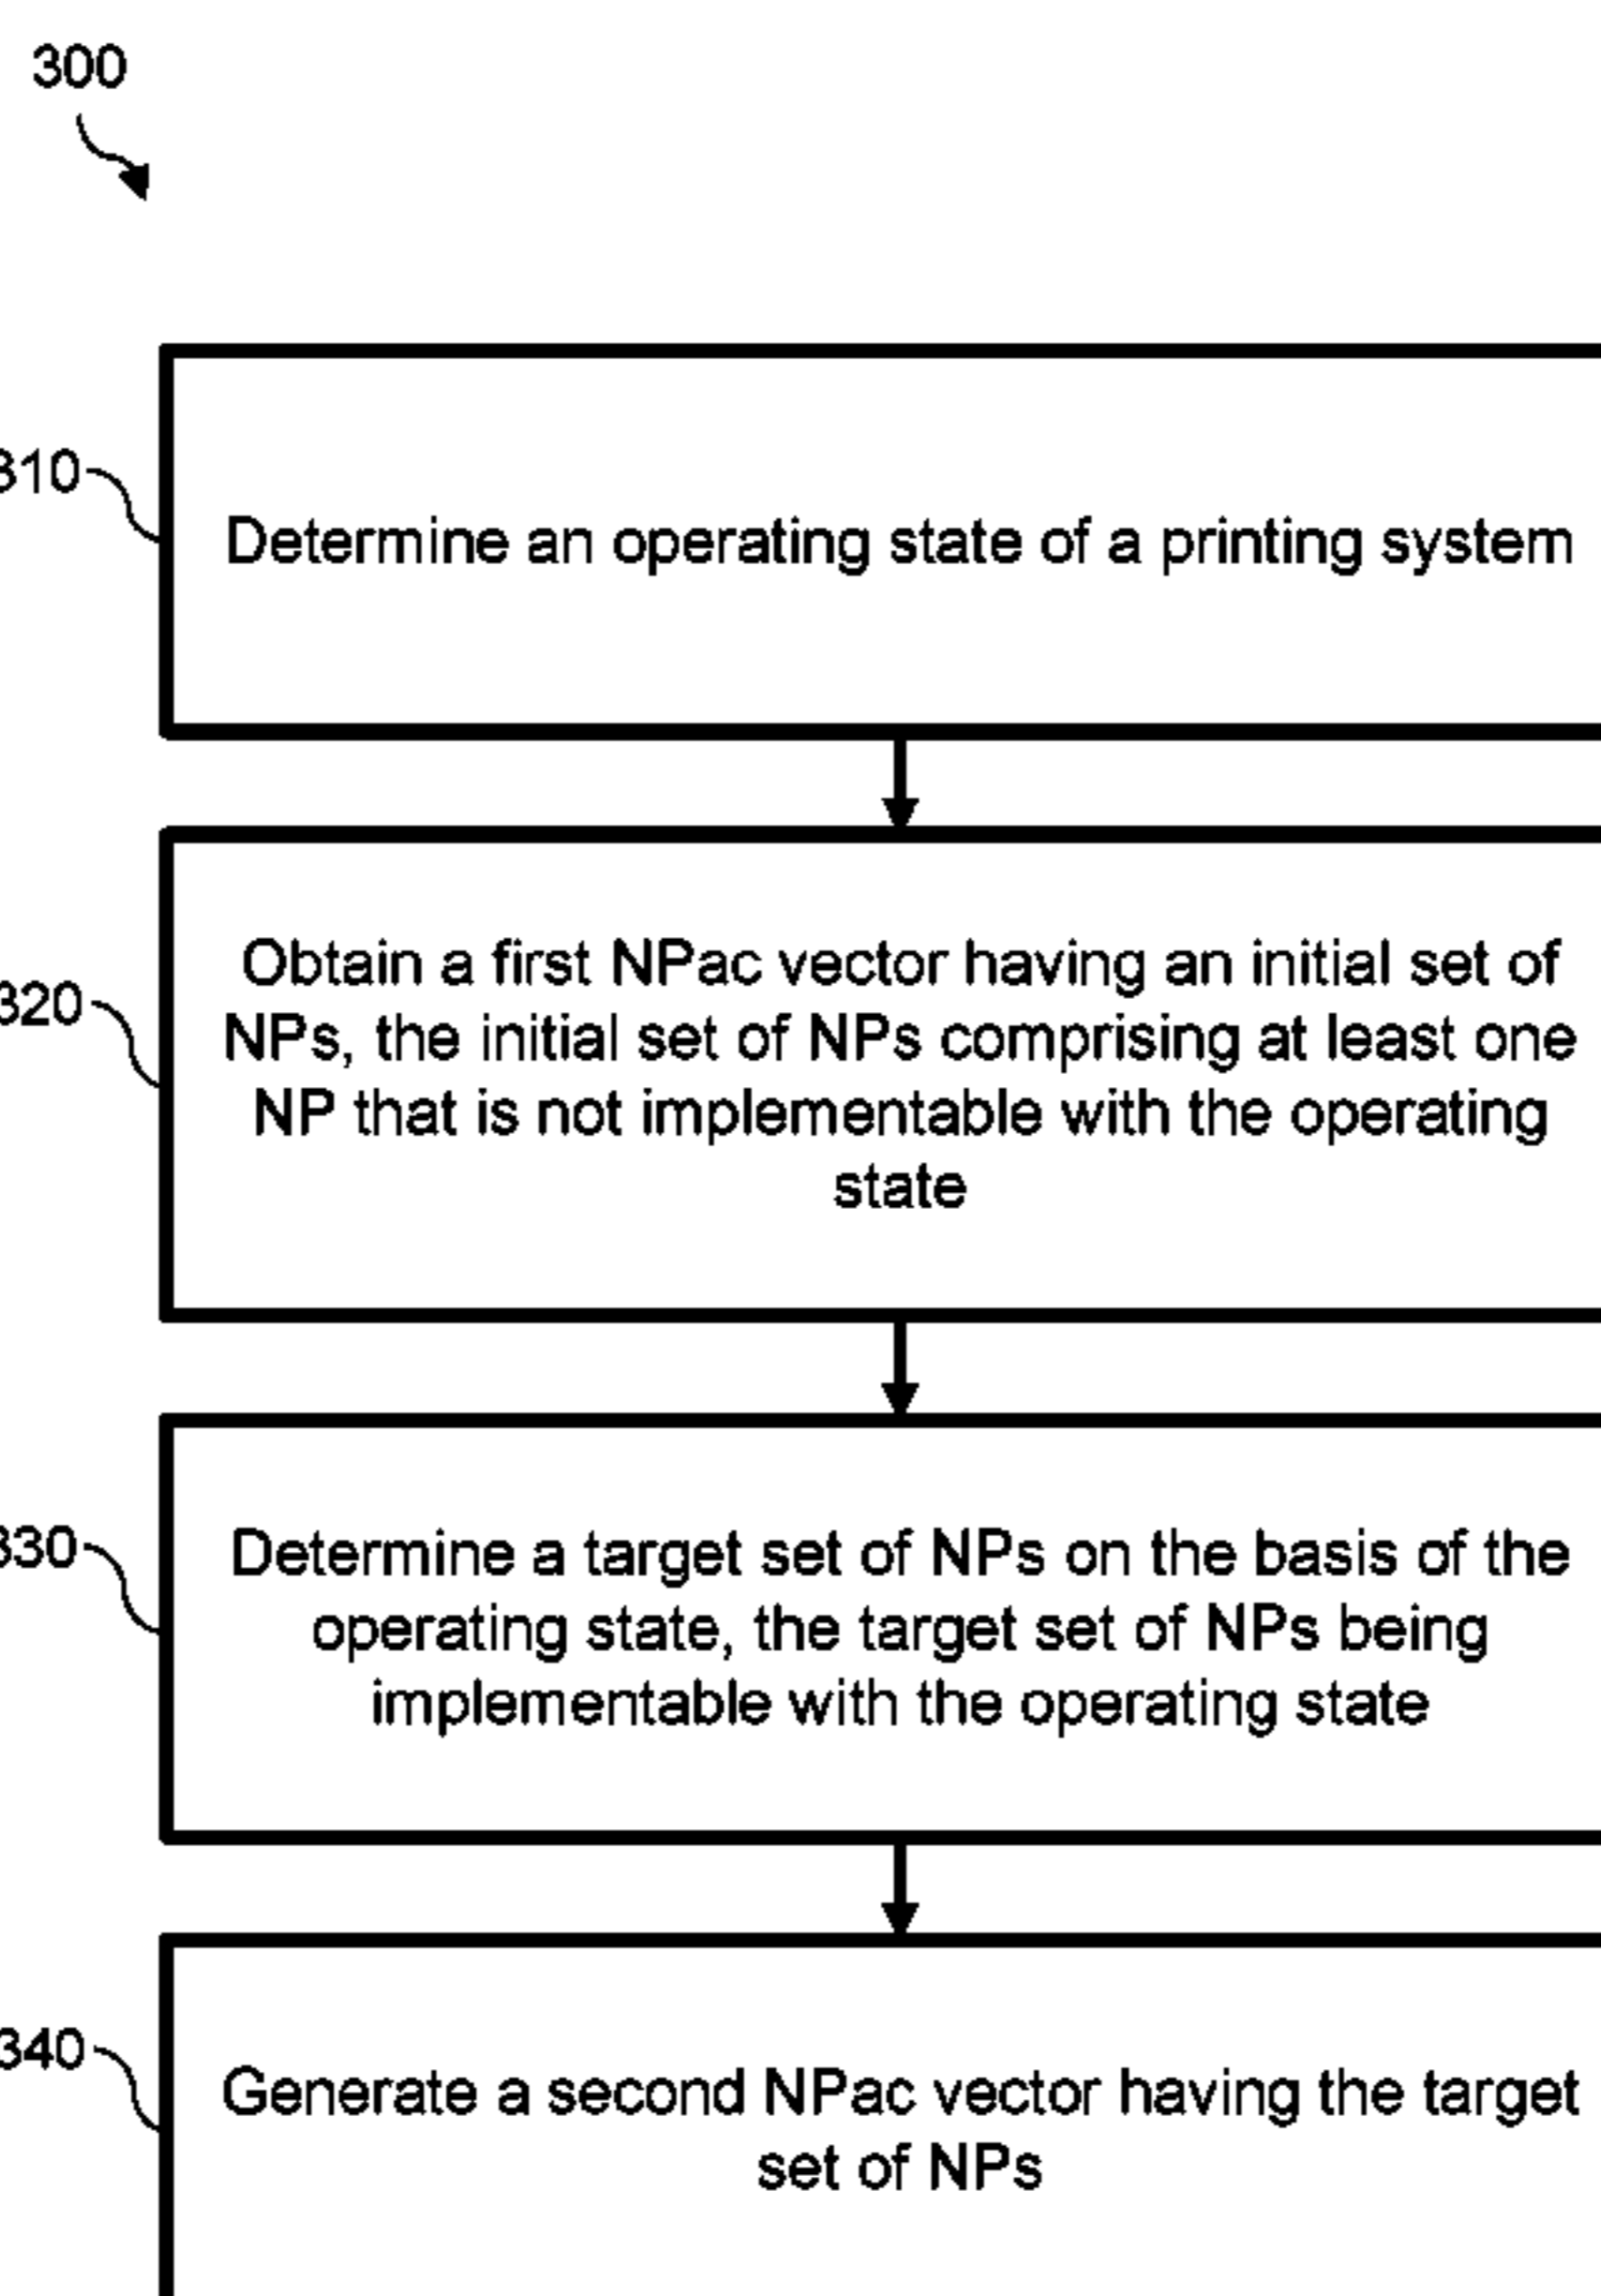 300
310
Determine an operating state of a printing system
320
Obtain a first NPac vector having an initial set of
NPs, the initial set of NPs comprising at least one
NP that is not implementable with the operating
state
330
Determine a target set of NPs on the basis of the
operating state, the target set of NPs being
implementable with the operating state
340
Generate a second NPac vector having the target
set of NPs